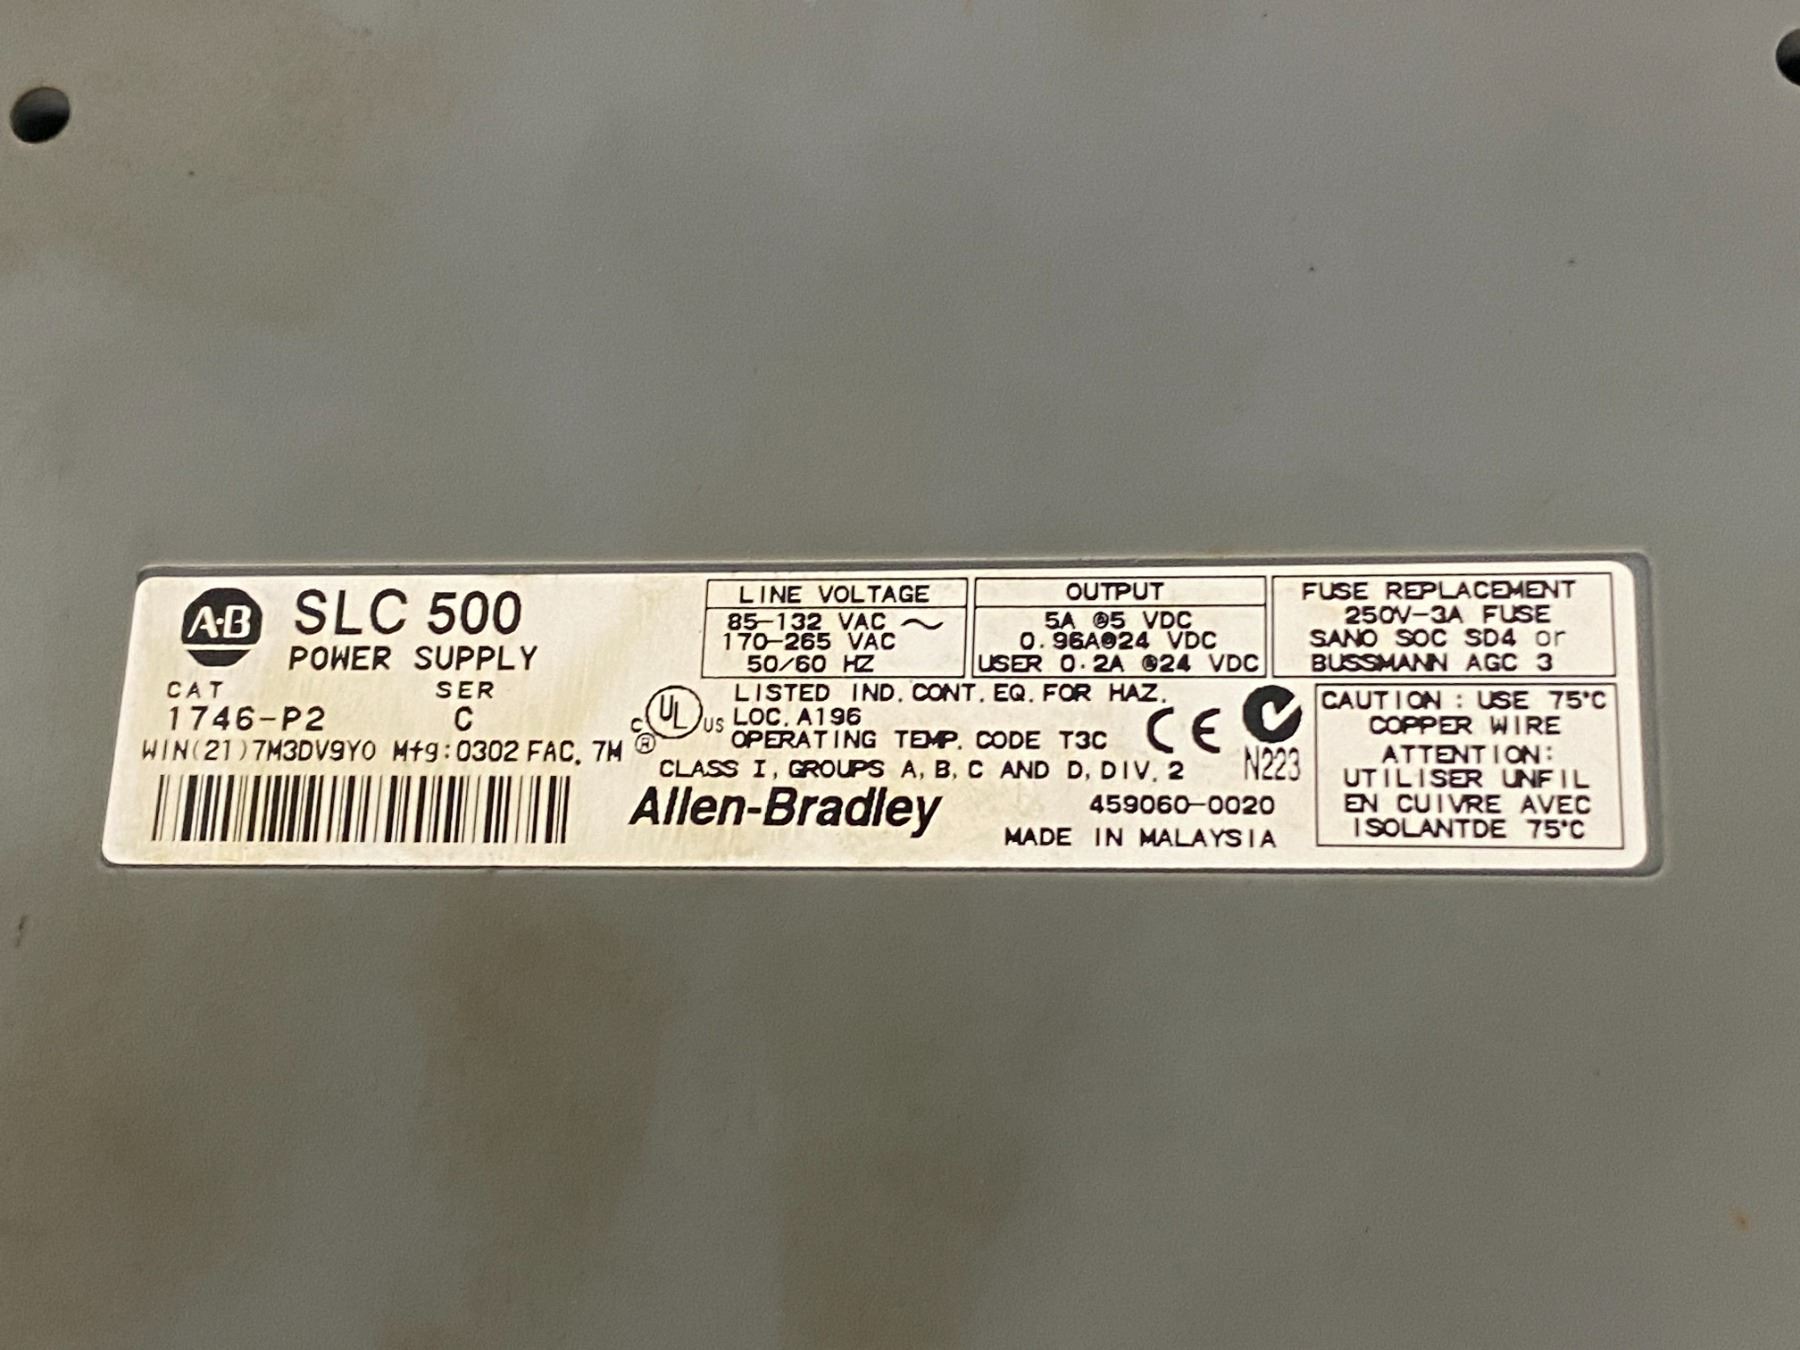 A-B
SLC 500
POWER SUPPLY
CAT SER
1746-P2 C
WIN(21)7M3DV9Y0 Mfg:0302 FAC. 7M
LINE VOLTAGE
85-132 VAC ~
170-265 VAC
50/60 HZ
OUTPUT
5A @5 VDC
0.96A@24 VDC
USER 0.2A @24 VDC
FUSE REPLACEMENT
250V-3A FUSE
SANO SOC SD4 or
BUSSMANN AGC 3
C UL US ®
LISTED IND. CONT. EQ. FOR HAZ.
LOC. A196
OPERATING TEMP. CODE T3C
CLASS I, GROUPS A, B, C AND D, DIV. 2
CE
N223
Allen-Bradley
459060-0020
MADE IN MALAYSIA
CAUTION : USE 75°C
COPPER WIRE
ATTENTION:
UTILISER UNFIL
EN CUIVRE AVEC
ISOLANTDE 75°C